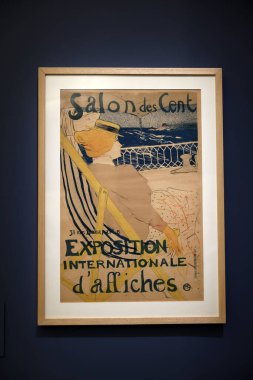 Salon des Cent
EXPOSITION
INTERNATIONALE
d'affiches